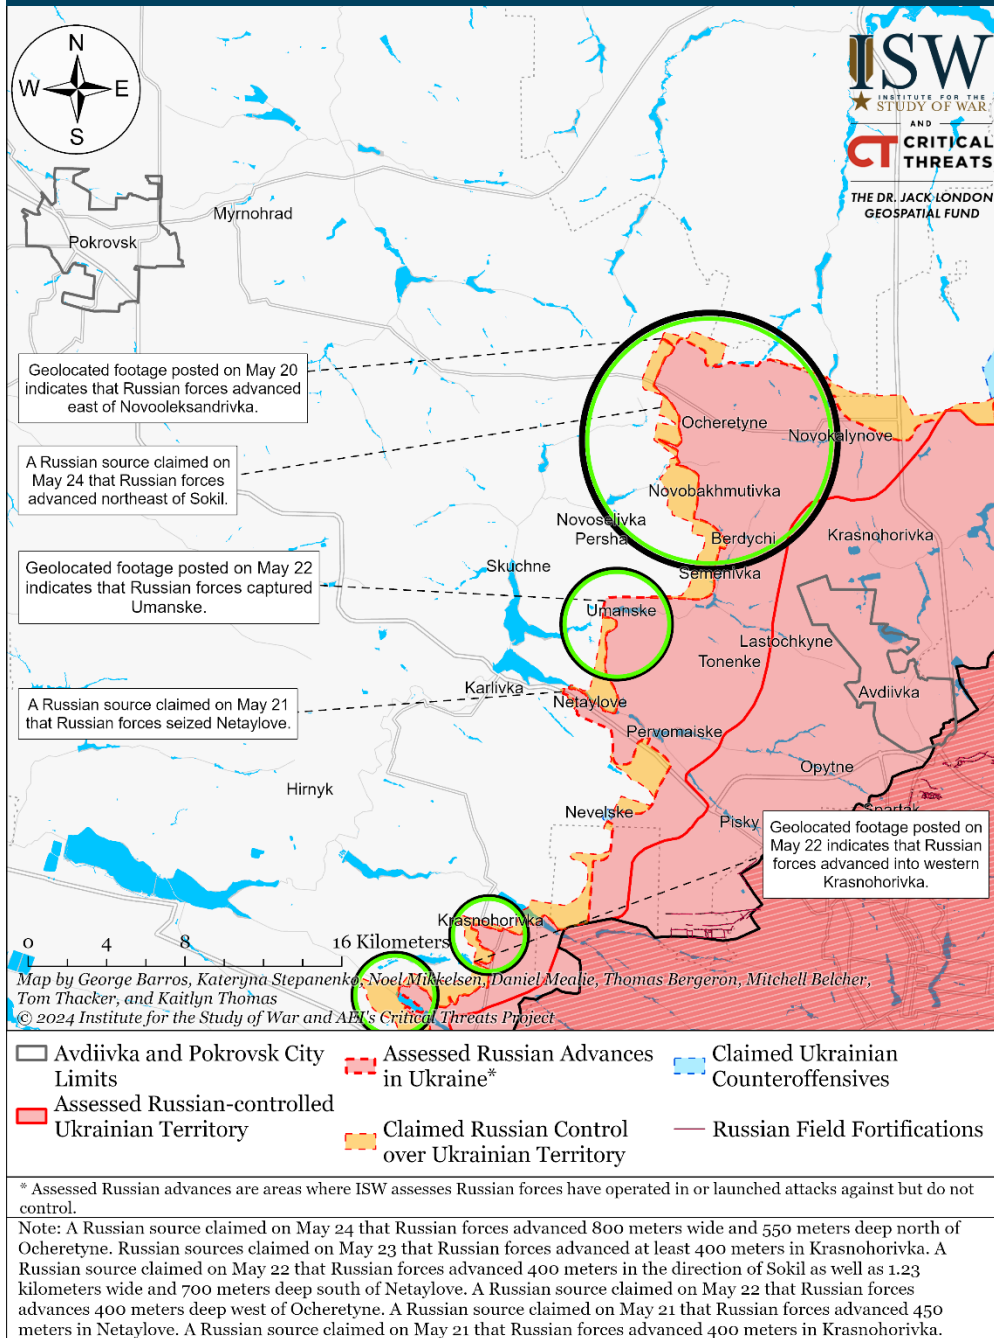 N
W E
S
ISW
INSTITUTE FOR THE
STUDY OF WAR
AND
CT CRITICAL
THREATS
THE DR. JACK LONDON
GEOSPATIAL FUND
Myrnohrad
Pokrovsk
Geolocated footage posted on May 20
indicates that Russian forces advanced
east of Novooleksandrivka.
Ocheretyne
Novokalynove
A Russian source claimed on
May 24 that Russian forces
advanced northeast of Sokil.
Novobakhmutivka
Novoselivka
Persha
Berdychi
Krasnohorivka
Skuchne
Semenivka
Geolocated footage posted on May 22
indicates that Russian forces captured
Umanske.
Umanske
Lastochkyne
Tonenke
Karlivka
Avdiivka
A Russian source claimed on May 21
that Russian forces seized Netaylove.
Netaylove
Pervomaiske
Opytne
Hirnyk
Nevelske
Pisky
Spartak
Geolocated footage posted on
May 22 indicates that Russian
forces advanced into western
Krasnohorivka.
Krasnohorivka
0 4 8 16 Kilometers
Map by George Barros, Kateryna Stepanenko, Noel Mikkelsen, Daniel Mealie, Thomas Bergeron, Mitchell Belcher,
Tom Thacker, and Kaitlyn Thomas
© 2024 Institute for the Study of War and AEI's Critical Threats Project
Avdiivka and Pokrovsk City
Limits
Assessed Russian-controlled
Ukrainian Territory
Assessed Russian Advances
in Ukraine*
Claimed Russian Control
over Ukrainian Territory
Claimed Ukrainian
Counteroffensives
Russian Field Fortifications
* Assessed Russian advances are areas where ISW assesses Russian forces have operated in or launched attacks against but do not
control.
Note: A Russian source claimed on May 24 that Russian forces advanced 800 meters wide and 550 meters deep north of
Ocheretyne. Russian sources claimed on May 23 that Russian forces advanced at least 400 meters in Krasnohorivka. A
Russian source claimed on May 22 that Russian forces advanced 400 meters in the direction of Sokil as well as 1.23
kilometers wide and 700 meters deep south of Netaylove. A Russian source claimed on May 22 that Russian forces
advances 400 meters deep west of Ocheretyne. A Russian source claimed on May 21 that Russian forces advanced 450
meters in Netaylove. A Russian source claimed on May 21 that Russian forces advanced 400 meters in Krasnohorivka.